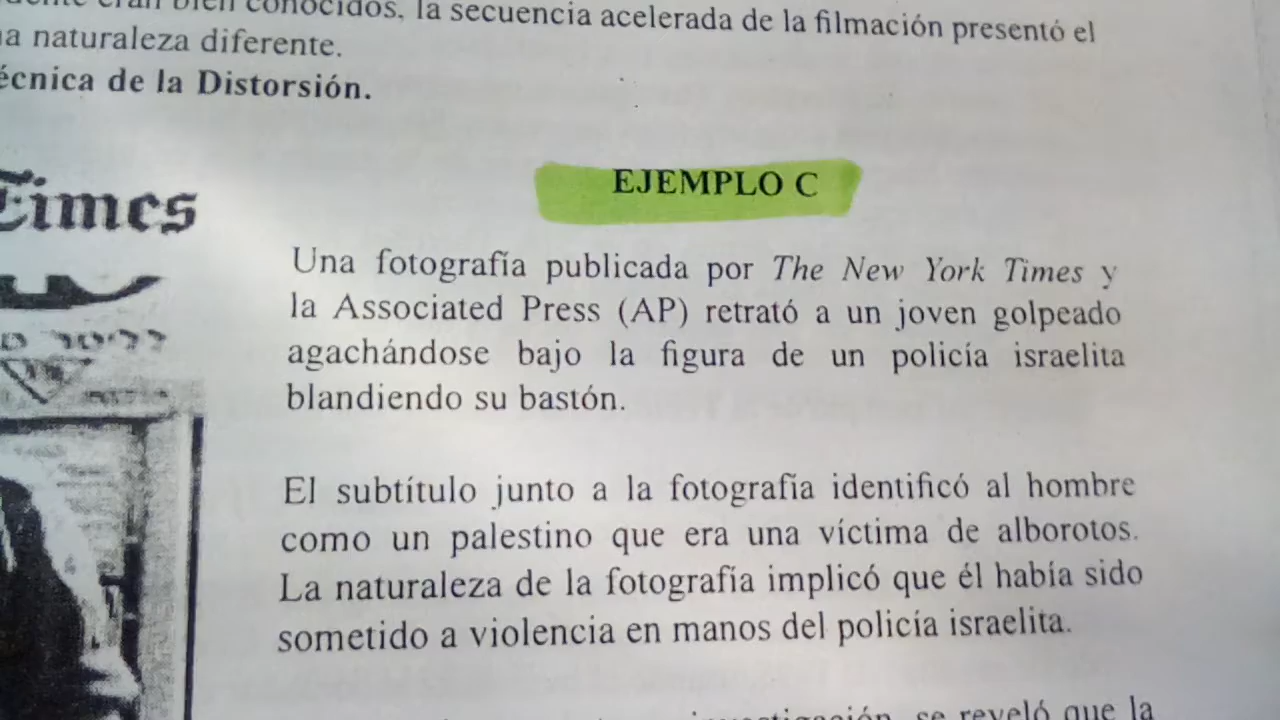 eran bien conocidos, la secuencia acelerada de la filmación presentó el
naturaleza diferente.
écnica de la Distorsión.
Times
EJEMPLO C
Una fotografía publicada por The New York Times y
la Associated Press (AP) retrató a un joven golpeado
agachándose bajo la figura de un policía israelita
blandiendo su bastón.
El subtítulo junto a la fotografía identificó al hombre
como un palestino que era una víctima de alborotos.
La naturaleza de la fotografía implicó que él había sido
sometido a violencia en manos del policía israelita.
se reveló que la